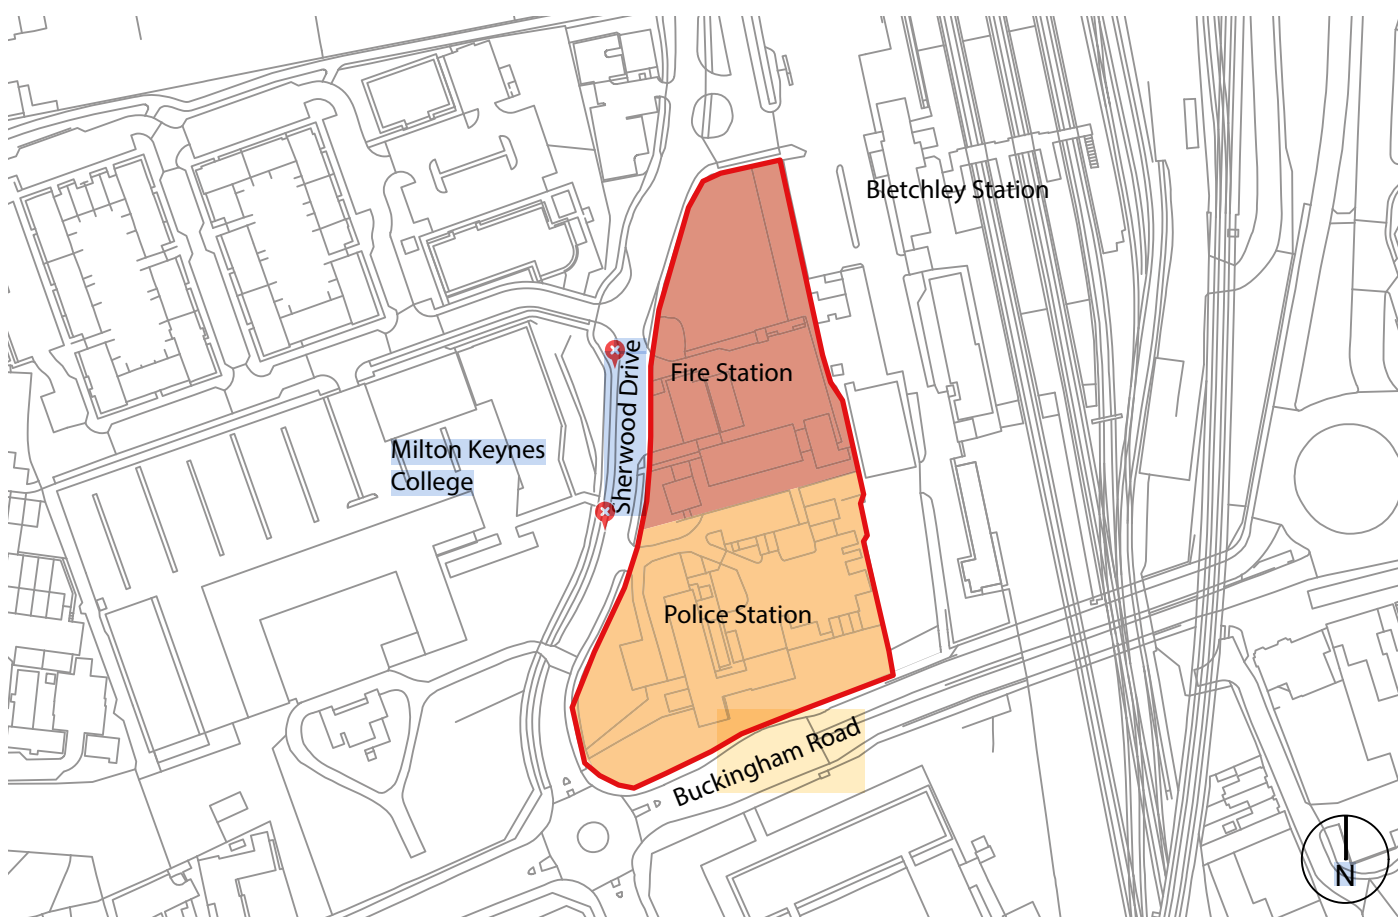 Bletchley Station
Fire Station
Sherwood Drive
Milton Keynes
College
Police Station
Buckingham Road
N